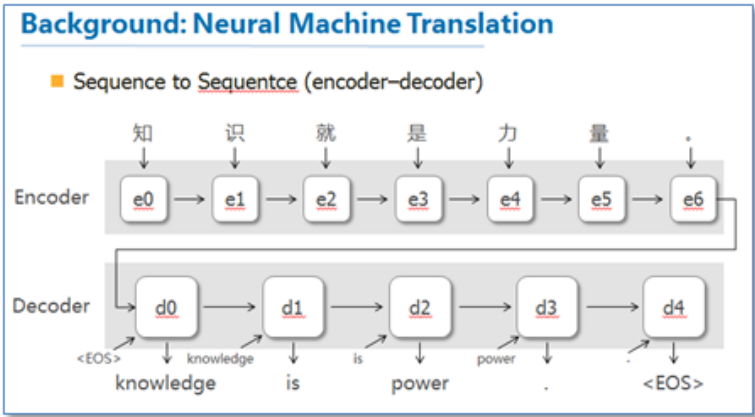 Background: Neural Machine Translation
Sequence to Sequentce (encoder–decoder)
知 识 就 是 力 量 。
Encoder e0 e1 e2 e3 e4 e5 e6
Decoder d0 d1 d2 d3 d4
<EOS> knowledge is power .
knowledge is power . <EOS>